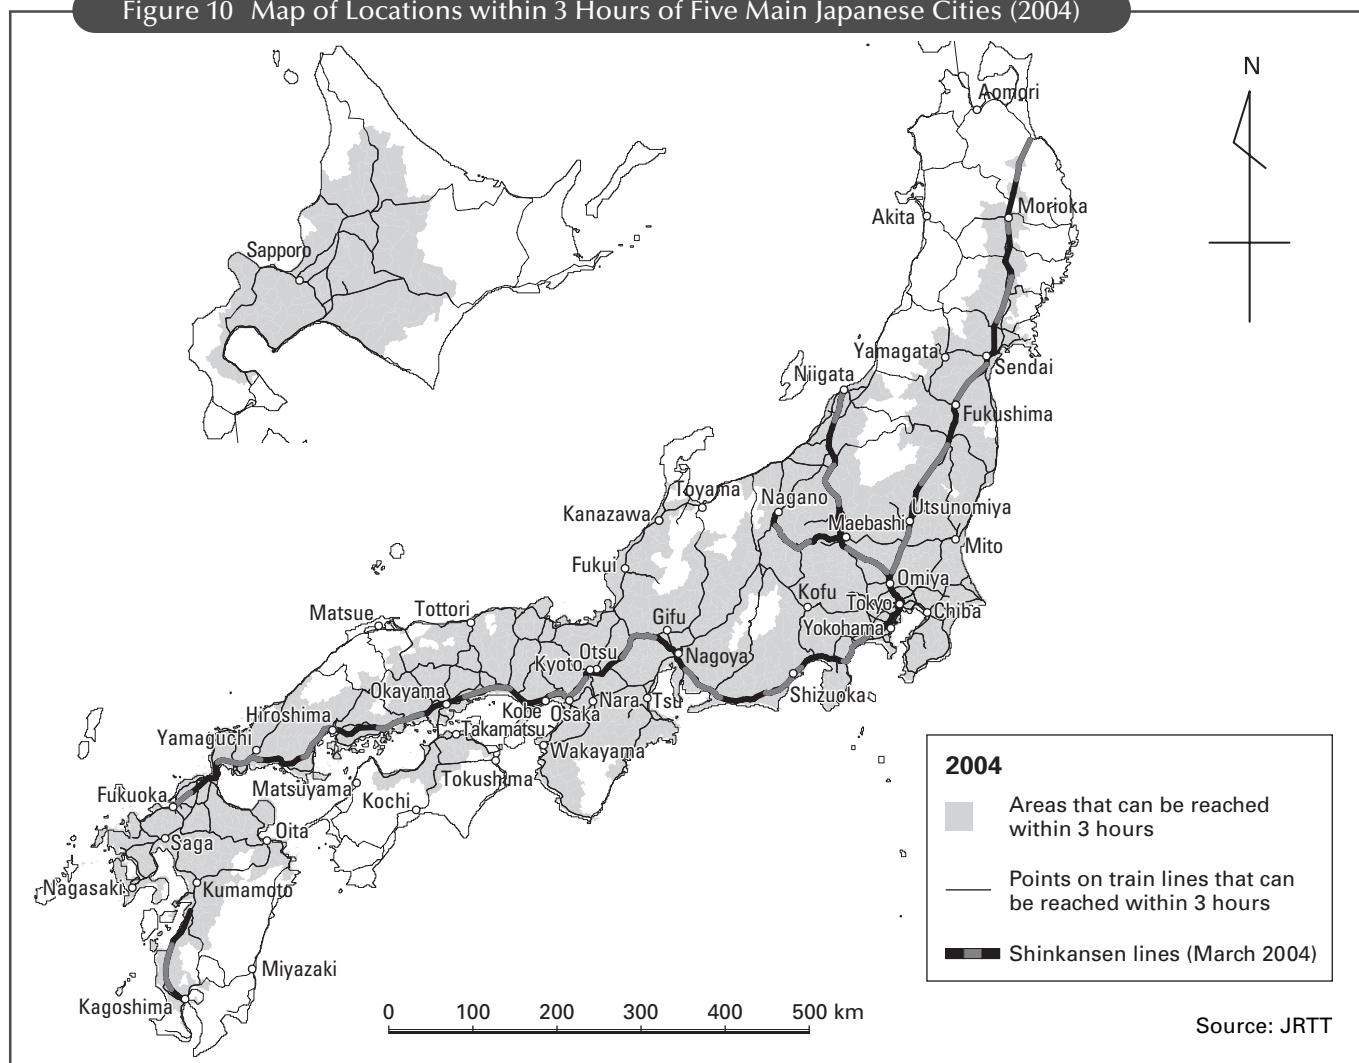 Figure 10 Map of Locations within 3 Hours of Five Main Japanese Cities (2004)
N
Aomori
Akita
Morioka
Sapporo
Yamagata
Sendai
Niigata
Fukushima
Toyama
Nagano
Utsunomiya
Kanazawa
Maebashi
Mito
Fukui
Omiya
Kofu
Tokyo
Chiba
Matsue
Tottori
Gifu
Yokohama
Otsu
Kyoto
Nagoya
Okayama
Shizuoka
Kobe
Osaka
Nara
Tsu
Hiroshima
Takamatsu
Yamaguchi
Wakayama
Tokushima
Matsuyama
Fukuoka
Kochi
Oita
Saga
Nagasaki
Kumamoto
Miyazaki
Kagoshima
2004
Areas that can be reached
within 3 hours
Points on train lines that can
be reached within 3 hours
Shinkansen lines (March 2004)
0 100 200 300 400 500 km
Source: JRTT